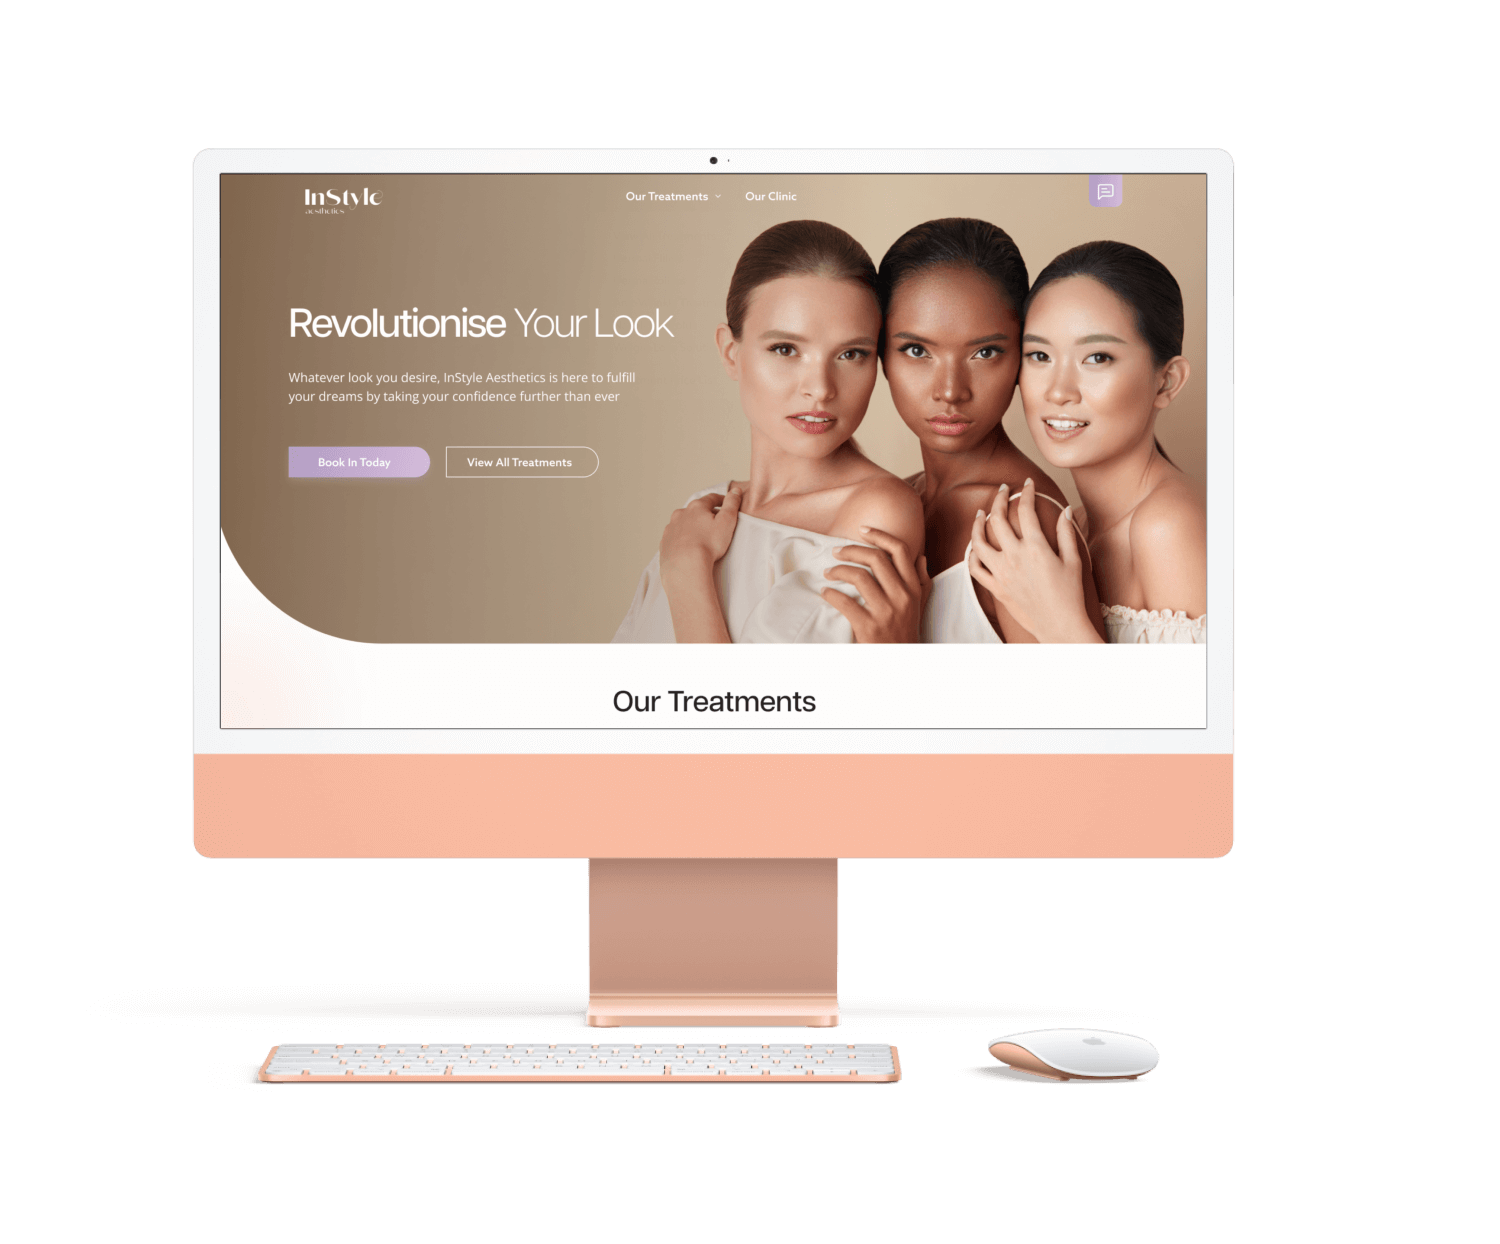 InStyle
aesthetics
Our Treatments
Our Clinic
Revolutionise Your Look
Whatever look you desire, InStyle Aesthetics is here to fulfill
your dreams by taking your confidence further than ever
Book In Today
View All Treatments
Our Treatments